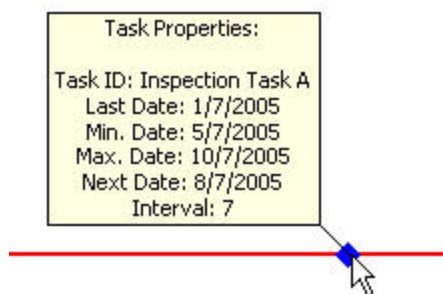 Task Properties:
Task ID: Inspection Task A
Last Date: 1/7/2005
Min. Date: 5/7/2005
Max. Date: 10/7/2005
Next Date: 8/7/2005
Interval: 7